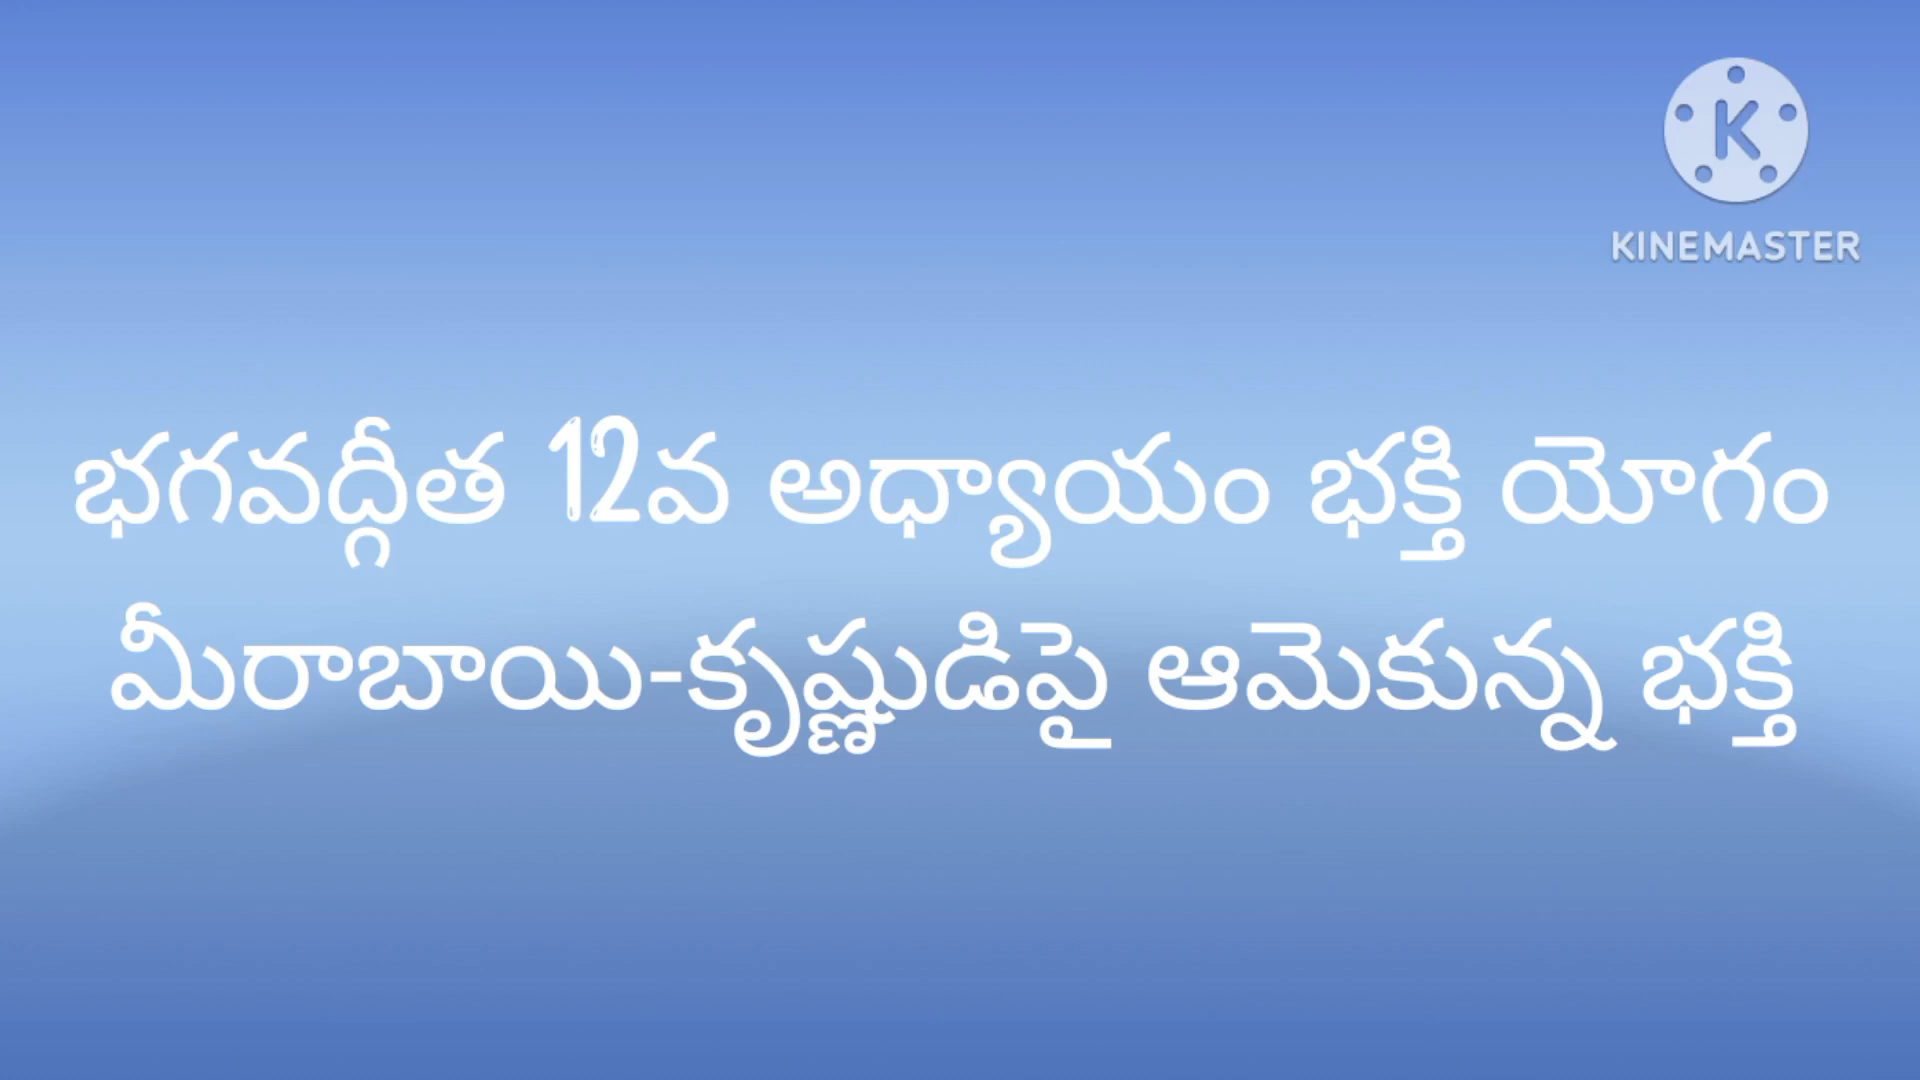 KINEMASTER
భగవద్గీత 12వ అధ్యాయం భక్తి యోగం
మీరాబాయి-కృష్ణుడిపై ఆమెకున్న భక్తి